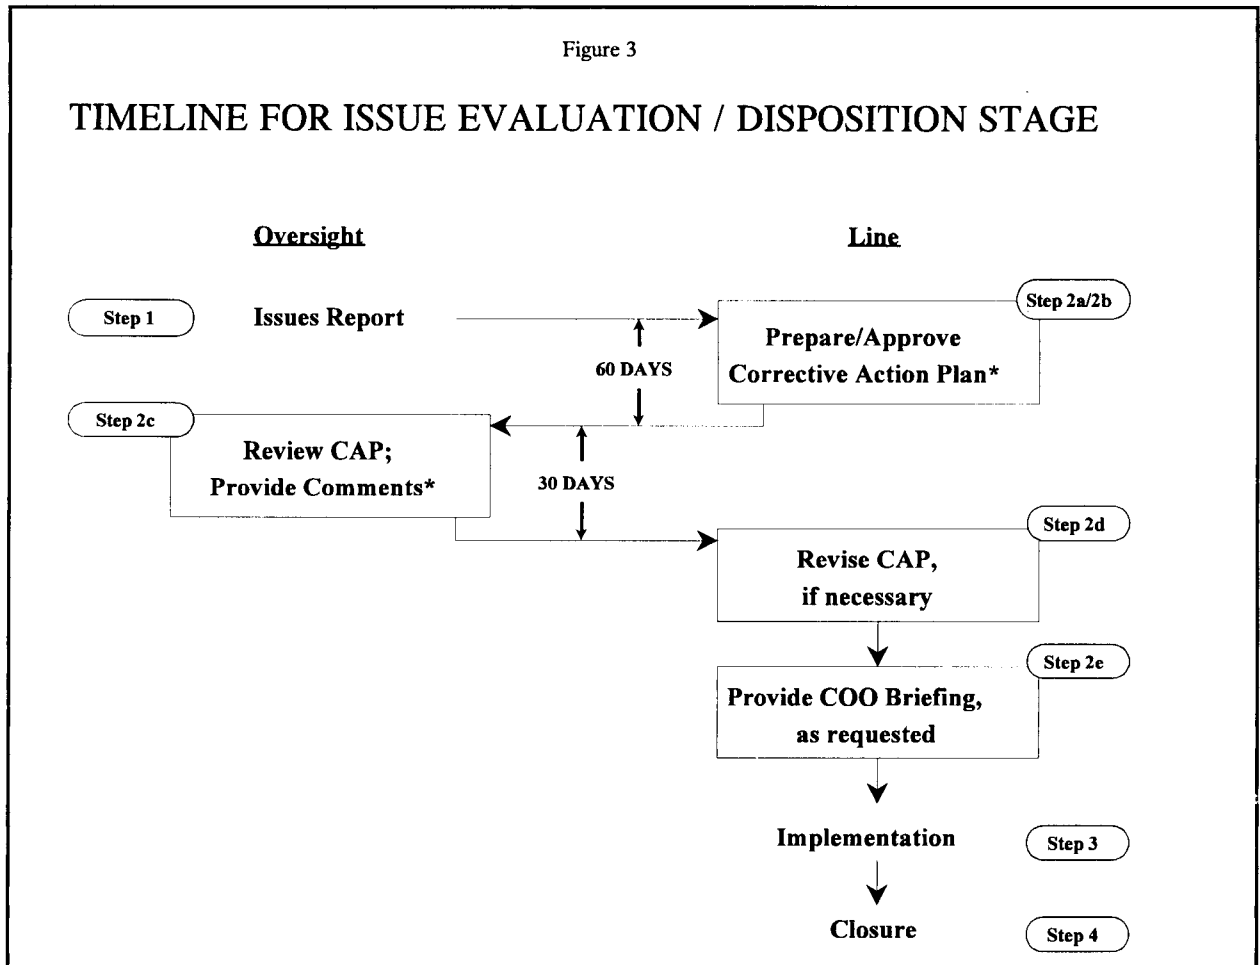 Figure 3
TIMELINE FOR ISSUE EVALUATION / DISPOSITION STAGE
Oversight
Line
Step 1
Issues Report
Step 2a/2b
Prepare/Approve
Corrective Action Plan*
60 DAYS
Step 2c
Review CAP;
Provide Comments*
30 DAYS
Step 2d
Revise CAP,
if necessary
Step 2e
Provide COO Briefing,
as requested
Implementation
Step 3
Closure
Step 4